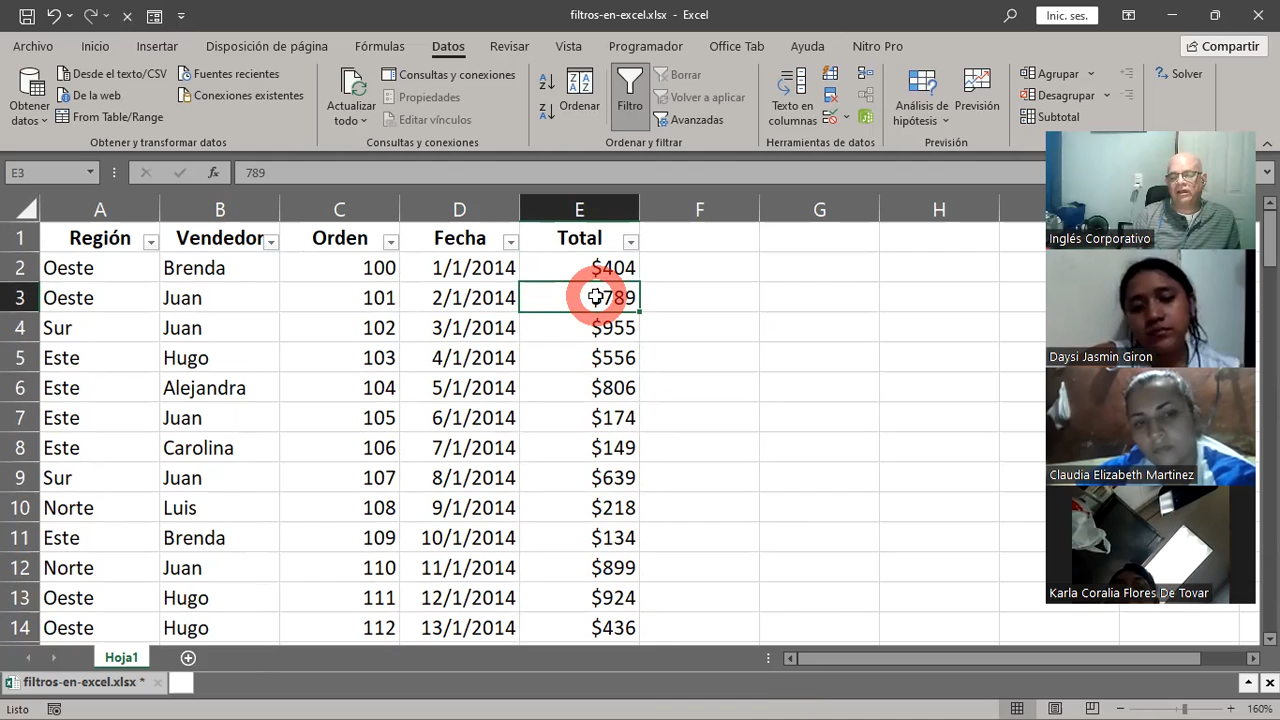 filtros-en-excel.xlsx - Excel
Inic. ses.
Archivo Inicio Insertar Disposición de página Fórmulas Datos Revisar Vista Programador Office Tab Ayuda Nitro Pro Compartir
Obtener datos
Desde el texto/CSV
De la web
From Table/Range
Fuentes recientes
Conexiones existentes
Obtener y transformar datos
Actualizar todo
Consultas y conexiones
Propiedades
Editar vínculos
Consultas y conexiones
Ordenar
Filtro
Borrar
Volver a aplicar
Avanzadas
Ordenar y filtrar
Texto en columnas
Herramientas de datos
Análisis de hipótesis
Previsión
Previsión
Agrupar
Desagrupar
Subtotal
Solver
E3 fx 789
A B C D E F G H
1 Región Vendedor Orden Fecha Total
2 Oeste Brenda 100 1/1/2014 $404
3 Oeste Juan 101 2/1/2014 $789
4 Sur Juan 102 3/1/2014 $955
5 Este Hugo 103 4/1/2014 $556
6 Este Alejandra 104 5/1/2014 $806
7 Este Juan 105 6/1/2014 $174
8 Este Carolina 106 7/1/2014 $149
9 Sur Juan 107 8/1/2014 $639
10 Norte Luis 108 9/1/2014 $218
11 Este Brenda 109 10/1/2014 $134
12 Norte Juan 110 11/1/2014 $899
13 Oeste Hugo 111 12/1/2014 $924
14 Oeste Hugo 112 13/1/2014 $436
Inglés Corporativo
Daysi Jasmin Giron
Claudia Elizabeth Martinez
Karla Coralia Flores De Tovar
Hoja1
filtros-en-excel.xlsx *
Listo
160%